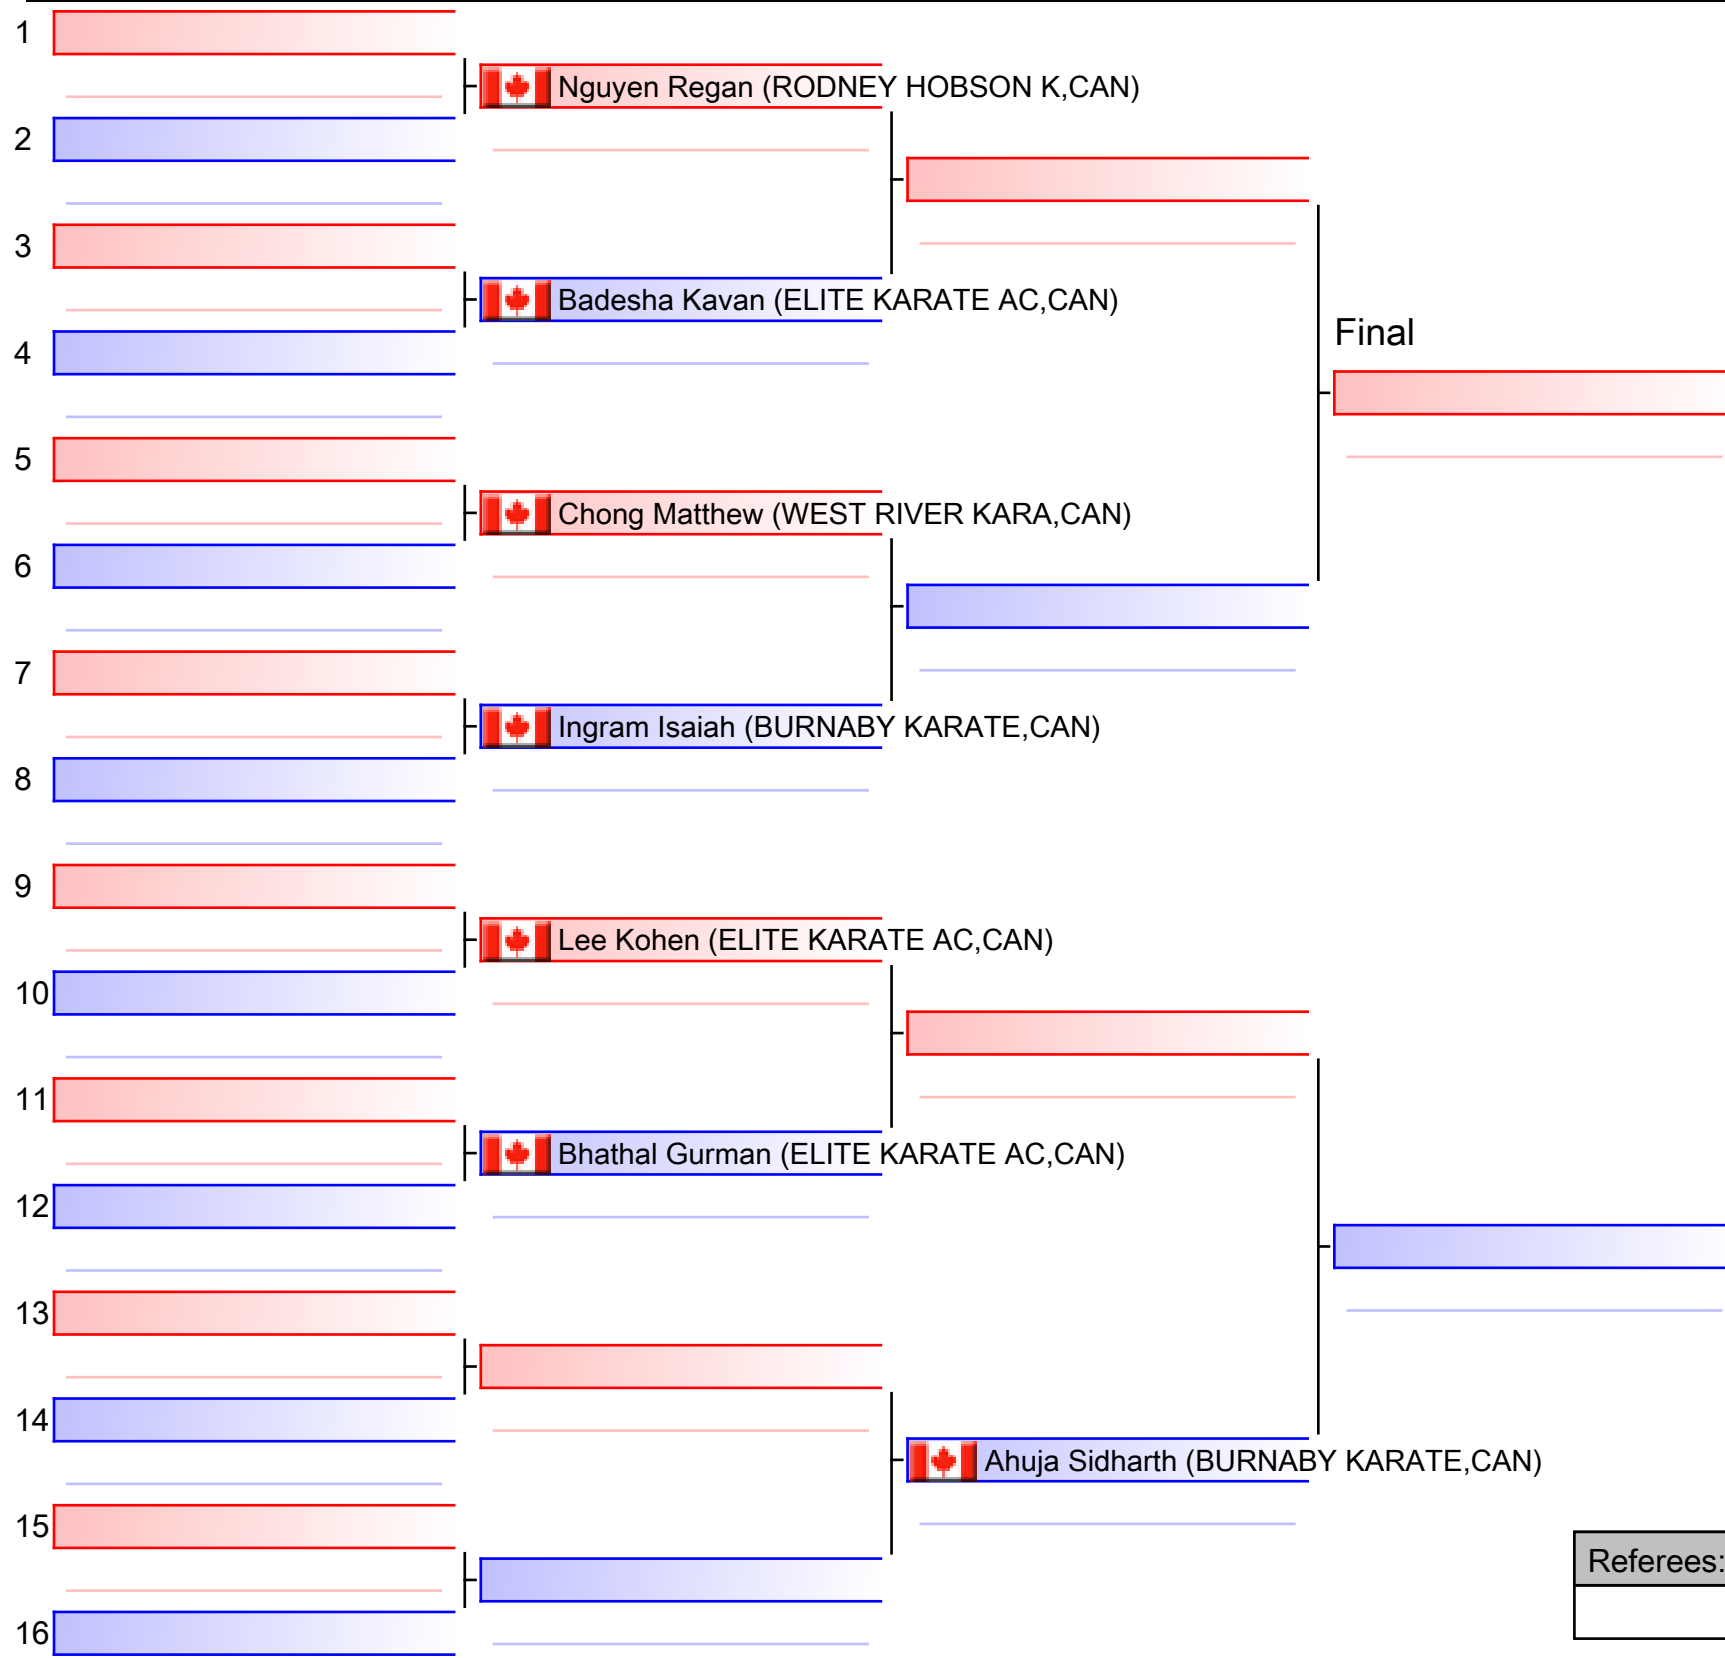 1
Nguyen Regan (RODNEY HOBSON K,CAN)
2
3
Badesha Kavan (ELITE KARATE AC,CAN)
Final
4
5
Chong Matthew (WEST RIVER KARA,CAN)
6
7
Ingram Isaiah (BURNABY KARATE,CAN)
8
9
Lee Kohen (ELITE KARATE AC,CAN)
10
11
Bhathal Gurman (ELITE KARATE AC,CAN)
12
13
14
Ahuja Sidharth (BURNABY KARATE,CAN)
15
Referees:
16